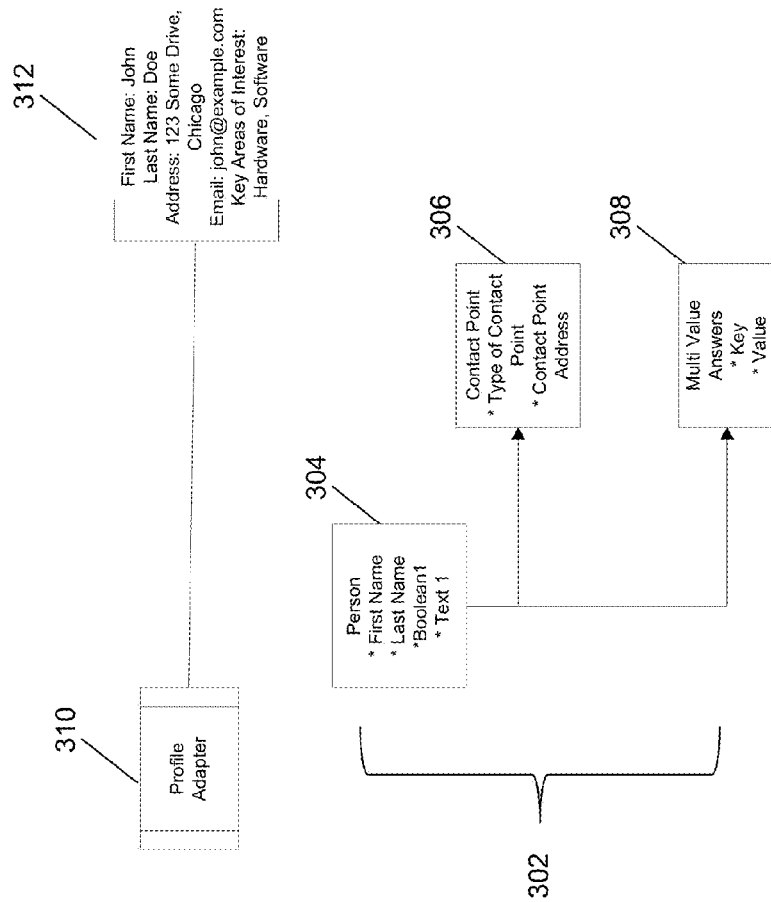 310
Profile
Adapter
312
First Name: John
Last Name: Doe
Address: 123 Some Drive,
Chicago
Email: john@example.com
Key Areas of Interest:
Hardware, Software
302
304
Person
* First Name
* Last Name
*Boolean1
* Text 1
306
Contact Point
* Type of Contact
Point
* Contact Point
Address
308
Multi Value
Answers
* Key
* Value